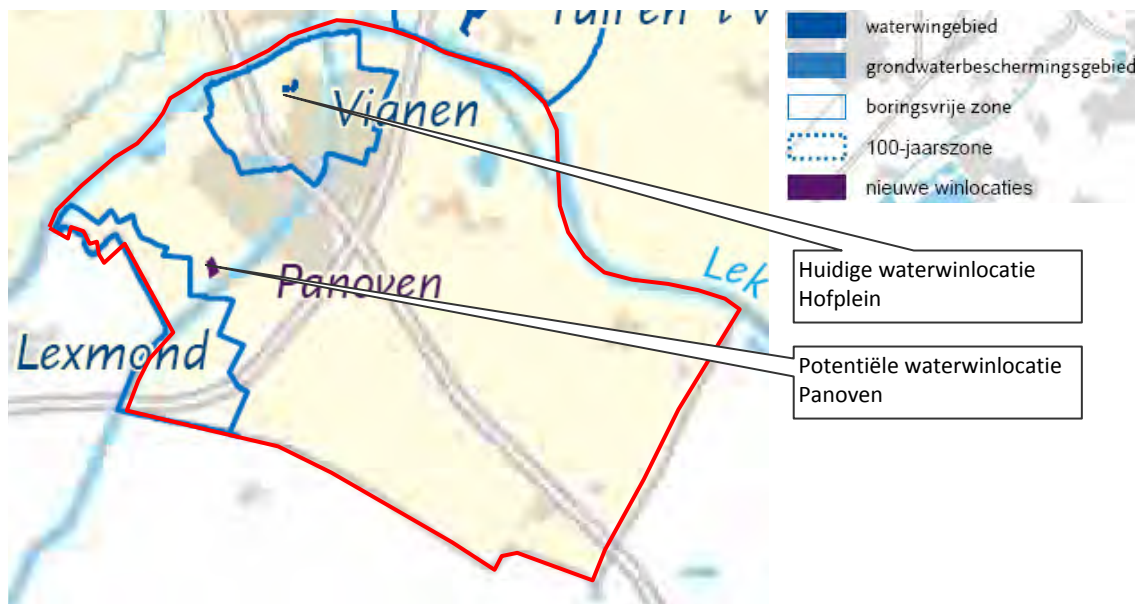 waterwingebied
grondwaterbeschermingsgebied
boringsvrije zone
100-jaarszone
nieuwe winlocaties
Vianen
Panoven
Lexmond
Lek
Huidige waterwinlocatie
Hofplein
Potentiële waterwinlocatie
Panoven